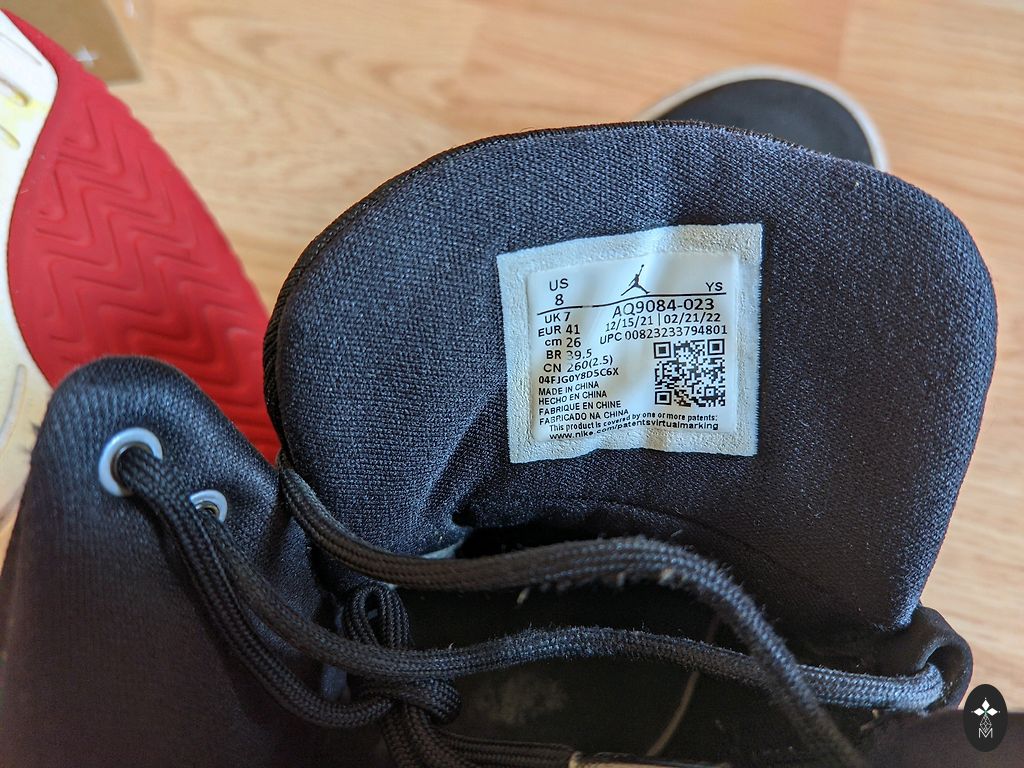 US
8
YS
UK 7
AQ9084-023
EUR 41
12/15/21 | 02/21/22
cm 26
UPC 00823233794801
BR 39.5
CN 260(2.5)
04FJG0Y8D5C6X
MADE IN CHINA
HECHO EN CHINA
FABRIQUE EN CHINE
FABRICADO NA CHINA
This product is covered by one or more patents:
www.nike.com/patentsvirtualmarking
M